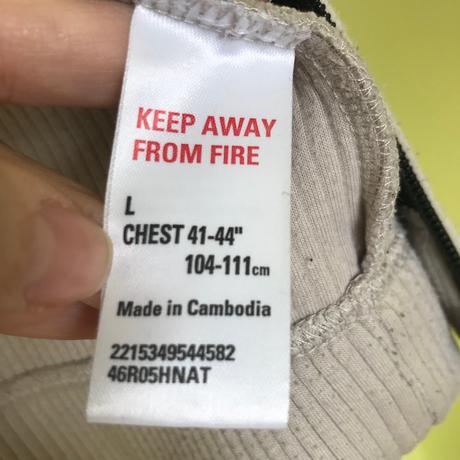 KEEP AWAY
FROM FIRE
L
CHEST 41-44"
104-111cm
Made in Cambodia
2215349544582
46R05HNAT